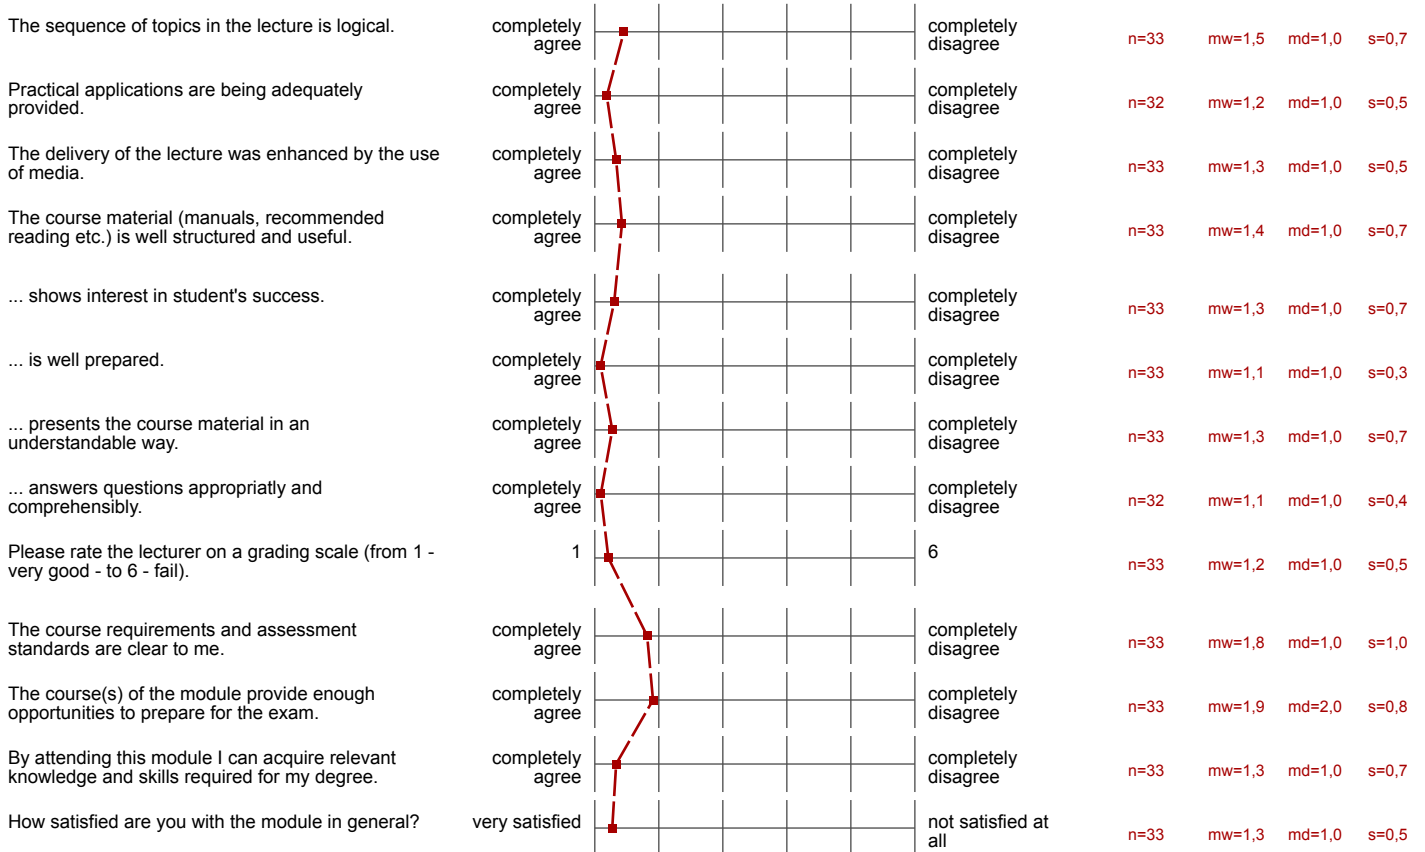 The sequence of topics in the lecture is logical.
completely
agree
completely
disagree
n=33 mw=1,5 md=1,0 s=0,7
Practical applications are being adequately
provided.
completely
agree
completely
disagree
n=32 mw=1,2 md=1,0 s=0,5
The delivery of the lecture was enhanced by the use
of media.
completely
agree
completely
disagree
n=33 mw=1,3 md=1,0 s=0,5
The course material (manuals, recommended
reading etc.) is well structured and useful.
completely
agree
completely
disagree
n=33 mw=1,4 md=1,0 s=0,7
... shows interest in student's success.
completely
agree
completely
disagree
n=33 mw=1,3 md=1,0 s=0,7
... is well prepared.
completely
agree
completely
disagree
n=33 mw=1,1 md=1,0 s=0,3
... presents the course material in an
understandable way.
completely
agree
completely
disagree
n=33 mw=1,3 md=1,0 s=0,7
... answers questions appropriatly and
comprehensibly.
completely
agree
completely
disagree
n=32 mw=1,1 md=1,0 s=0,4
Please rate the lecturer on a grading scale (from 1 -
very good - to 6 - fail).
1
6
n=33 mw=1,2 md=1,0 s=0,5
The course requirements and assessment
standards are clear to me.
completely
agree
completely
disagree
n=33 mw=1,8 md=1,0 s=1,0
The course(s) of the module provide enough
opportunities to prepare for the exam.
completely
agree
completely
disagree
n=33 mw=1,9 md=2,0 s=0,8
By attending this module I can acquire relevant
knowledge and skills required for my degree.
completely
agree
completely
disagree
n=33 mw=1,3 md=1,0 s=0,7
How satisfied are you with the module in general?
very satisfied
not satisfied at
all
n=33 mw=1,3 md=1,0 s=0,5